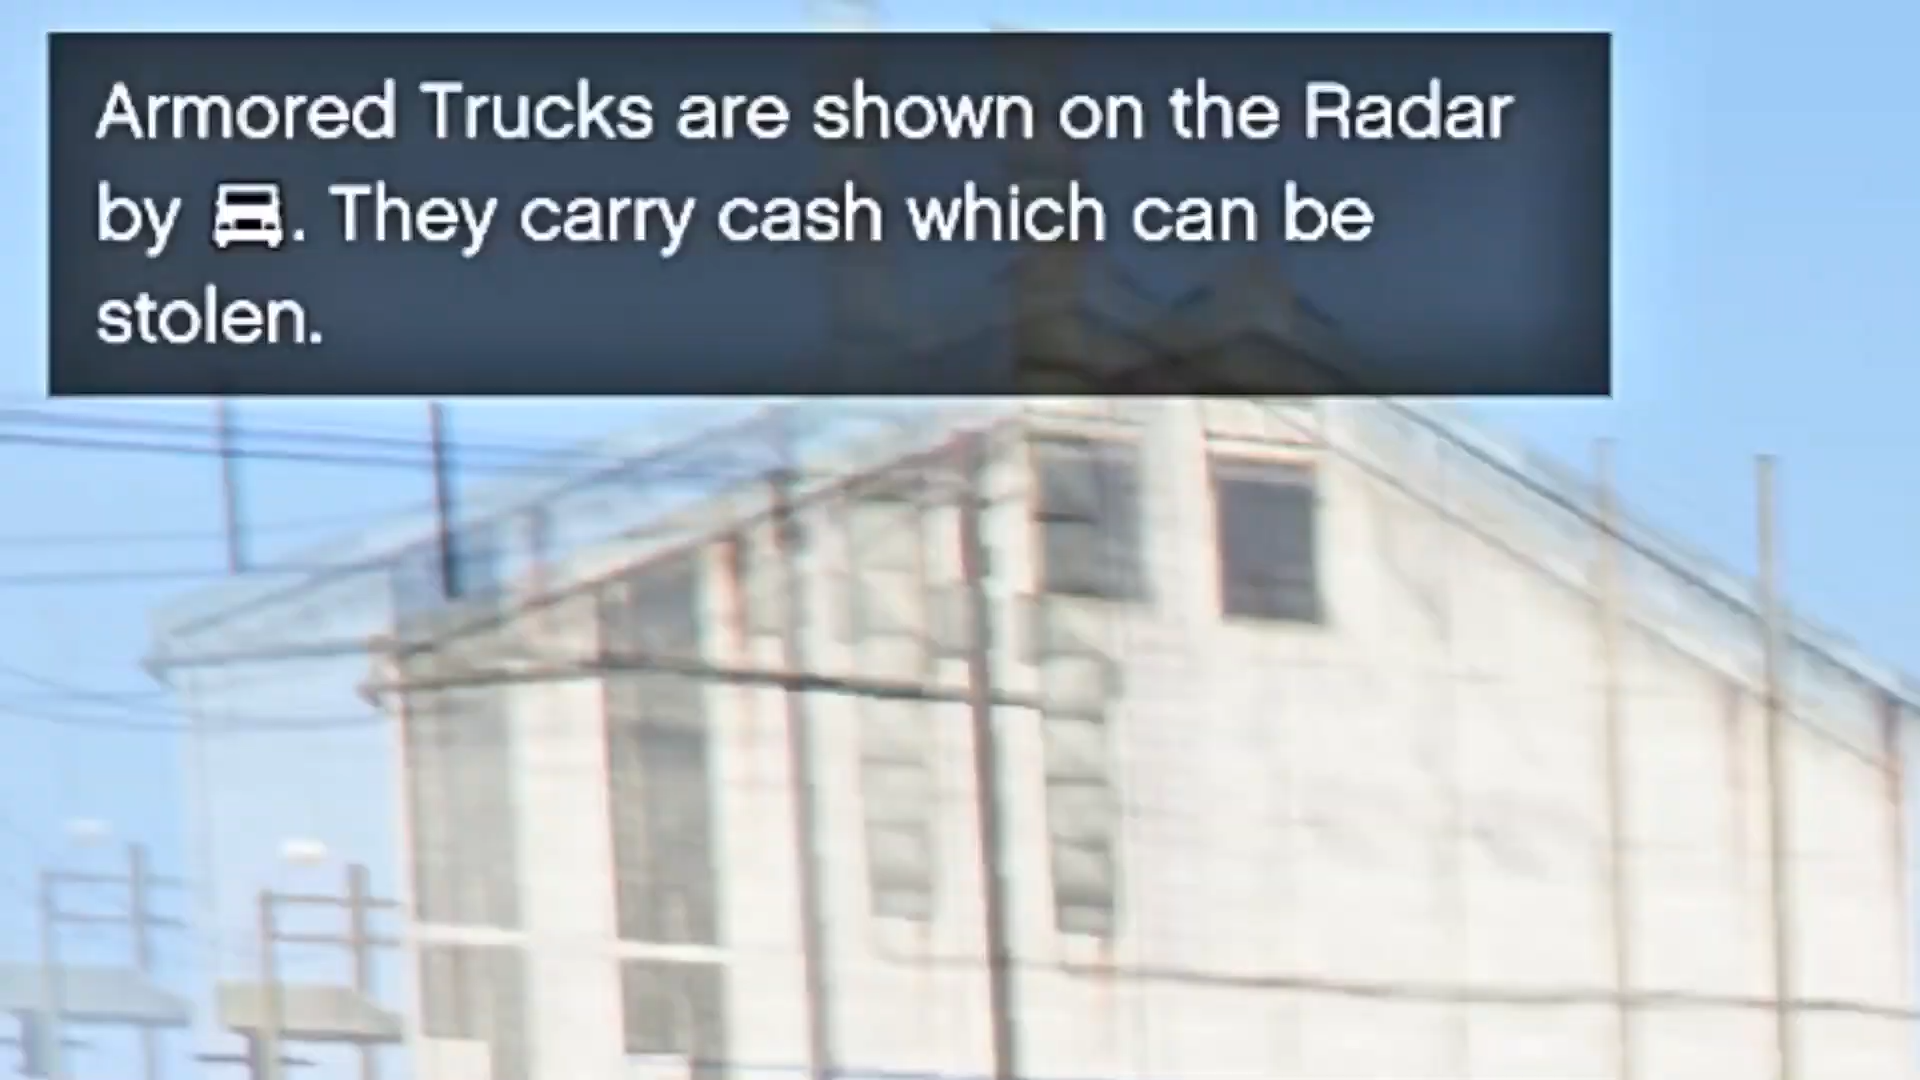 Armored Trucks are shown on the Radar
by . They carry cash which can be
stolen.